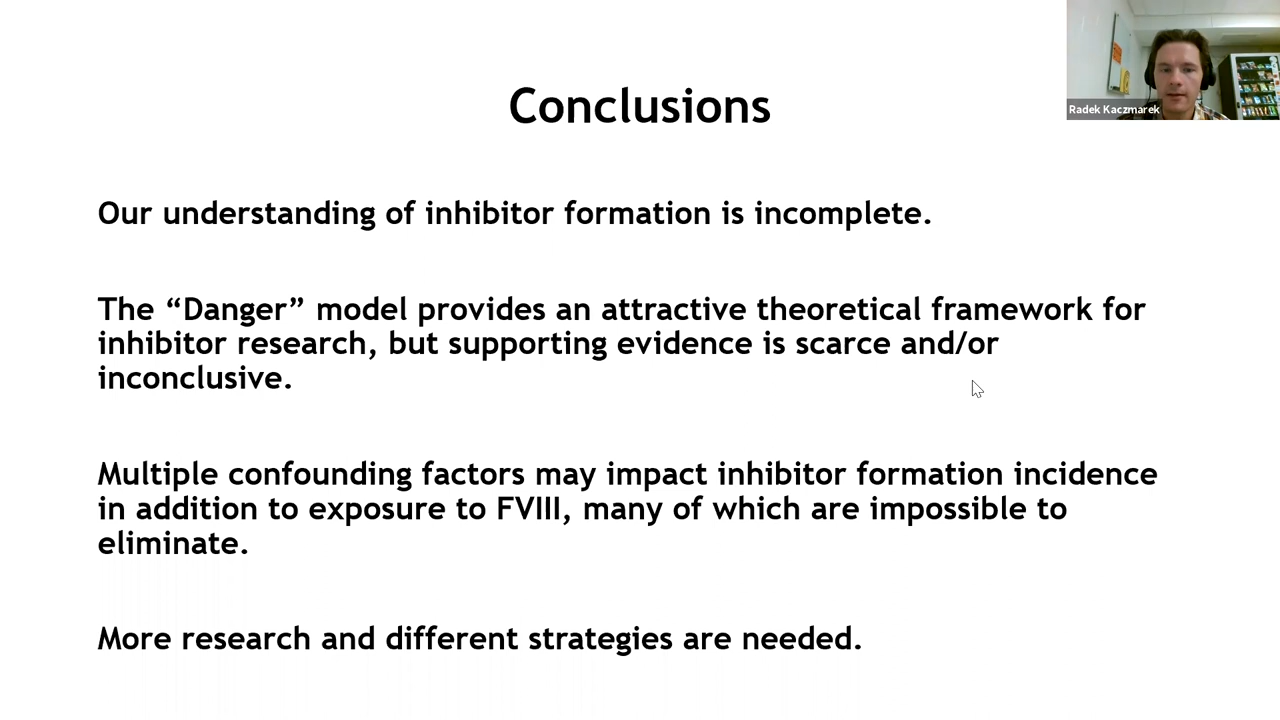 Conclusions
Radek Kaczmarek
Our understanding of inhibitor formation is incomplete.
The “Danger” model provides an attractive theoretical framework for
inhibitor research, but supporting evidence is scarce and/or
inconclusive.
Multiple confounding factors may impact inhibitor formation incidence
in addition to exposure to FVIII, many of which are impossible to
eliminate.
More research and different strategies are needed.